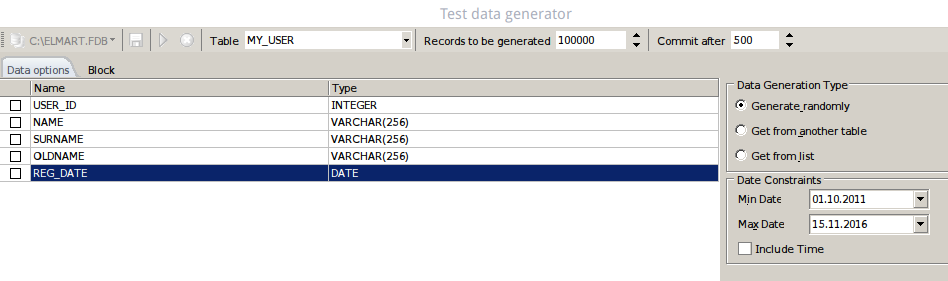 Test data generator
C:\ELMART.FDB Table MY_USER Records to be generated 100000 Commit after 500
Data options Block
Name Type
USER_ID INTEGER
NAME VARCHAR(256)
SURNAME VARCHAR(256)
OLDNAME VARCHAR(256)
REG_DATE DATE
Data Generation Type
Generate randomly
Get from another table
Get from list
Date Constraints
Min Date 01.10.2011
Max Date 15.11.2016
Include Time